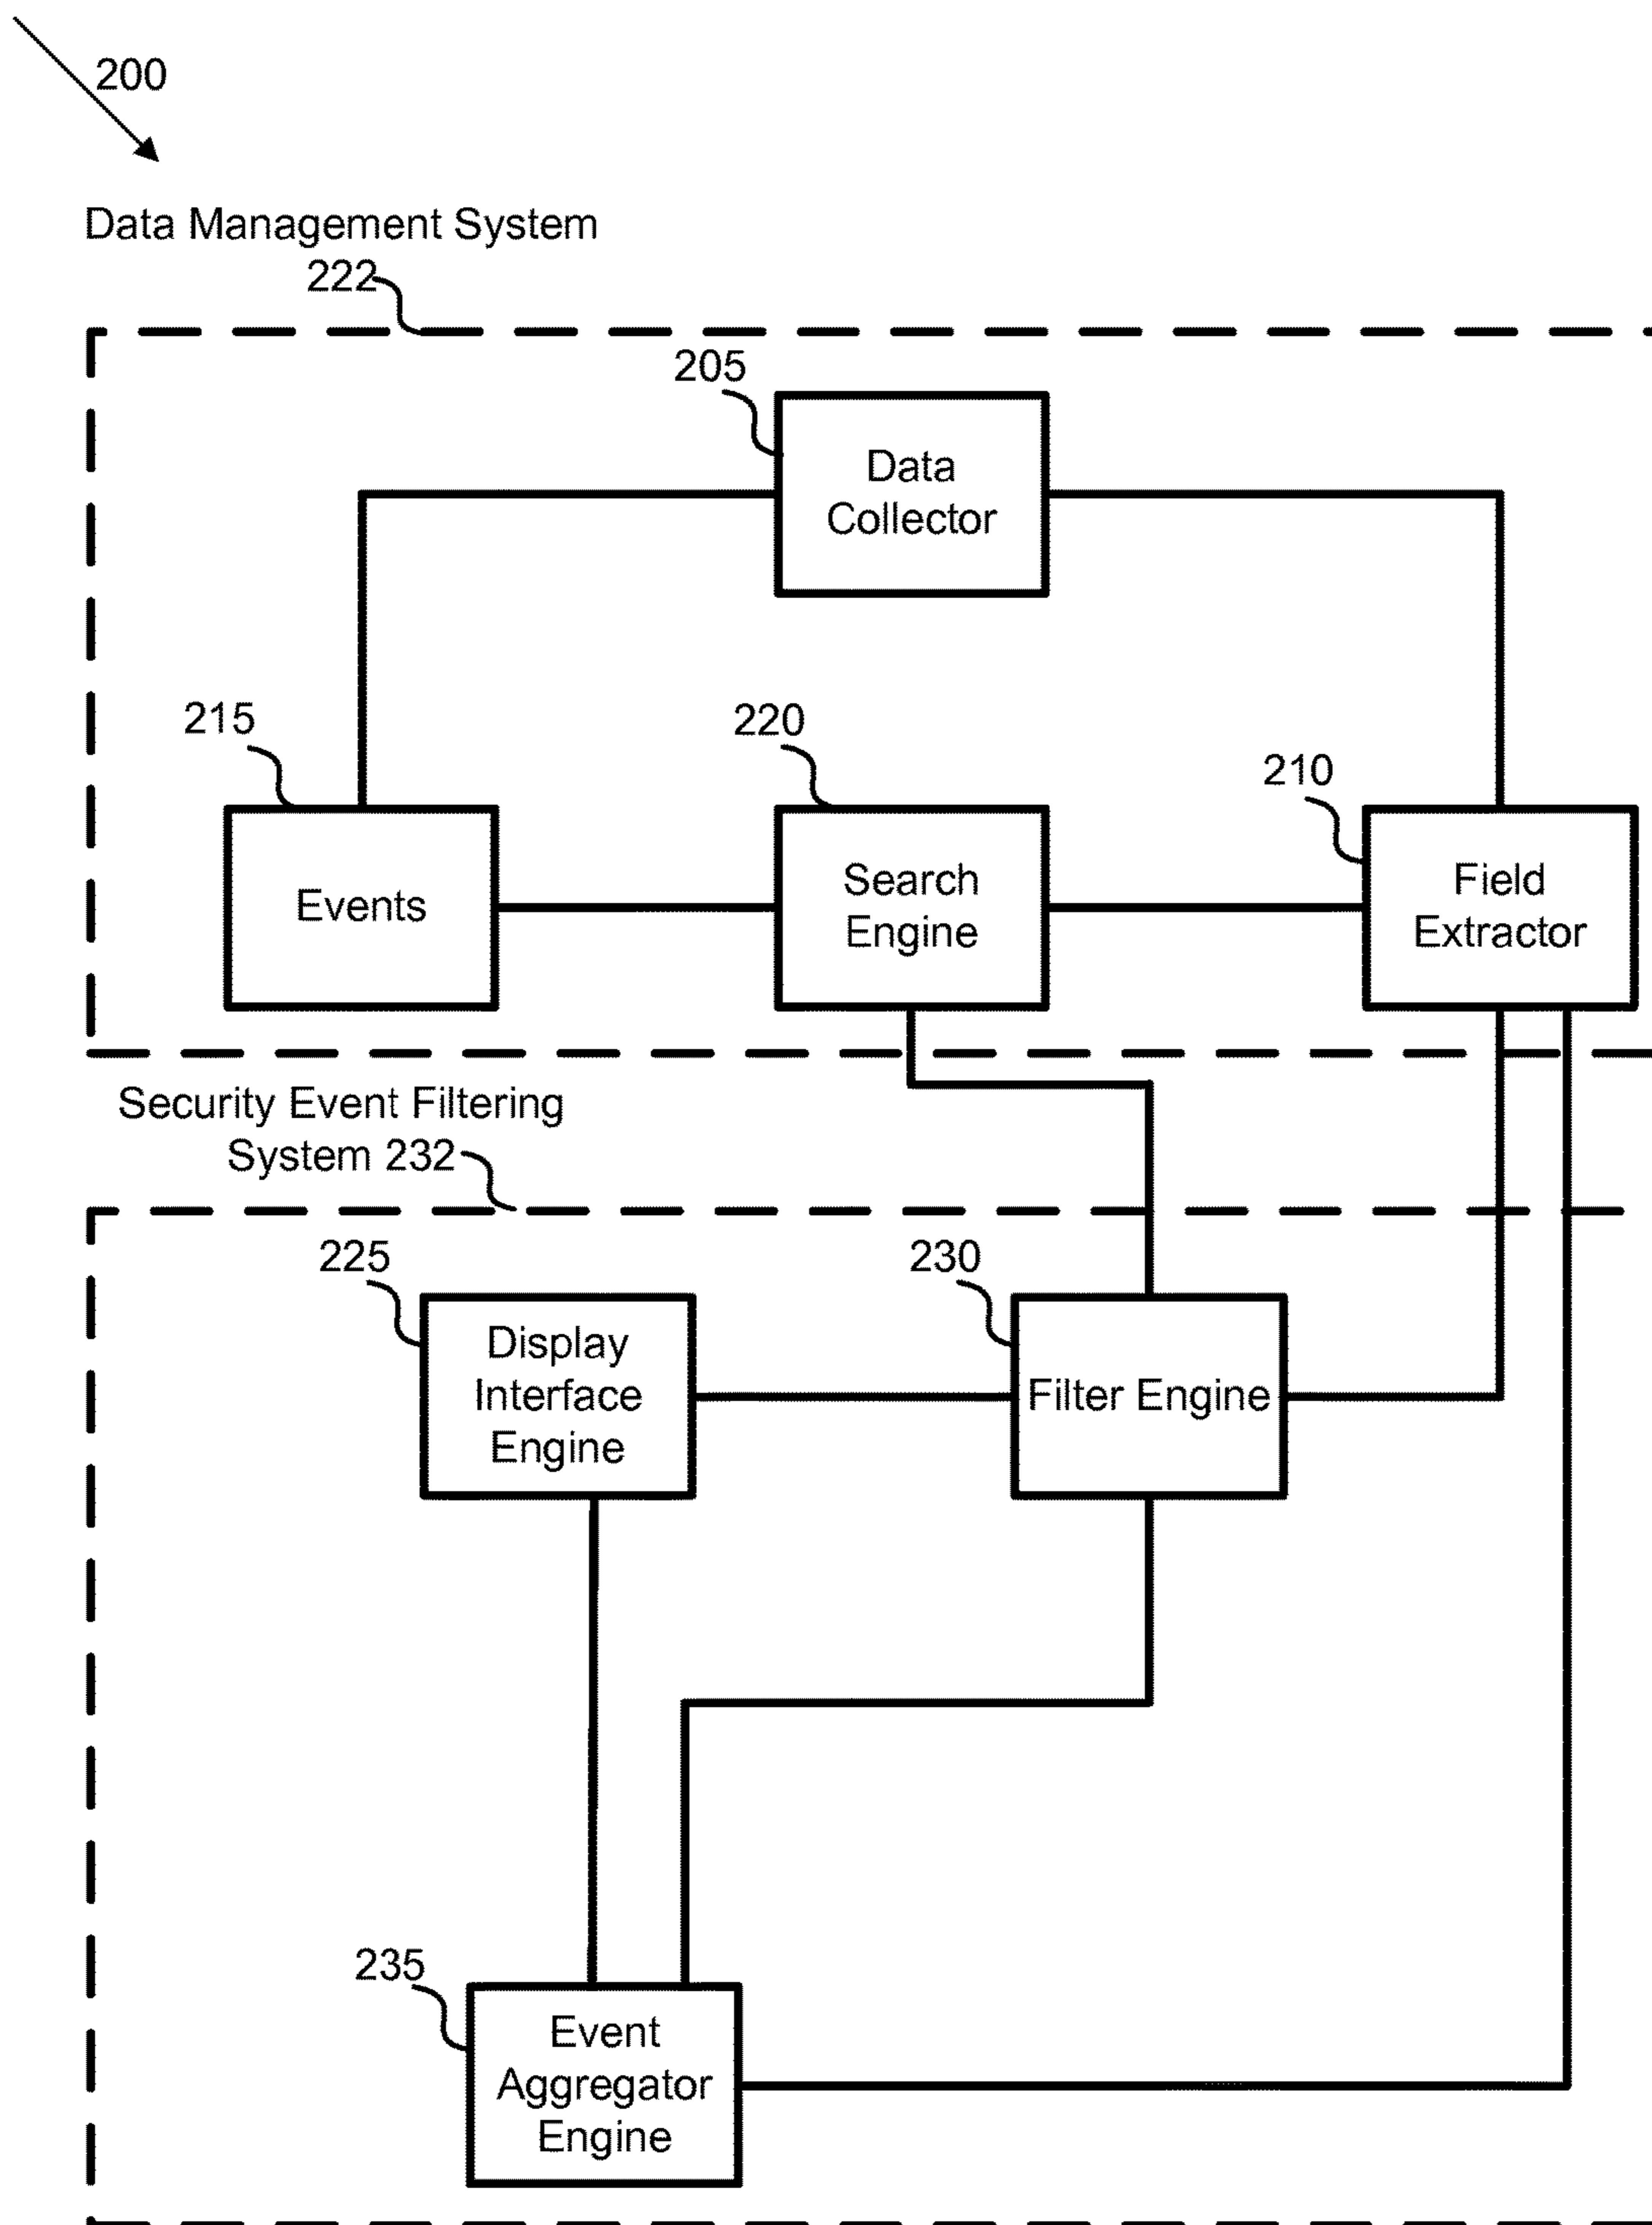 200
Data Management System
222
205
Data
Collector
215
220
210
Events
Search
Engine
Field
Extractor
Security Event Filtering
System 232
225
230
Display
Interface
Engine
Filter Engine
235
Event
Aggregator
Engine